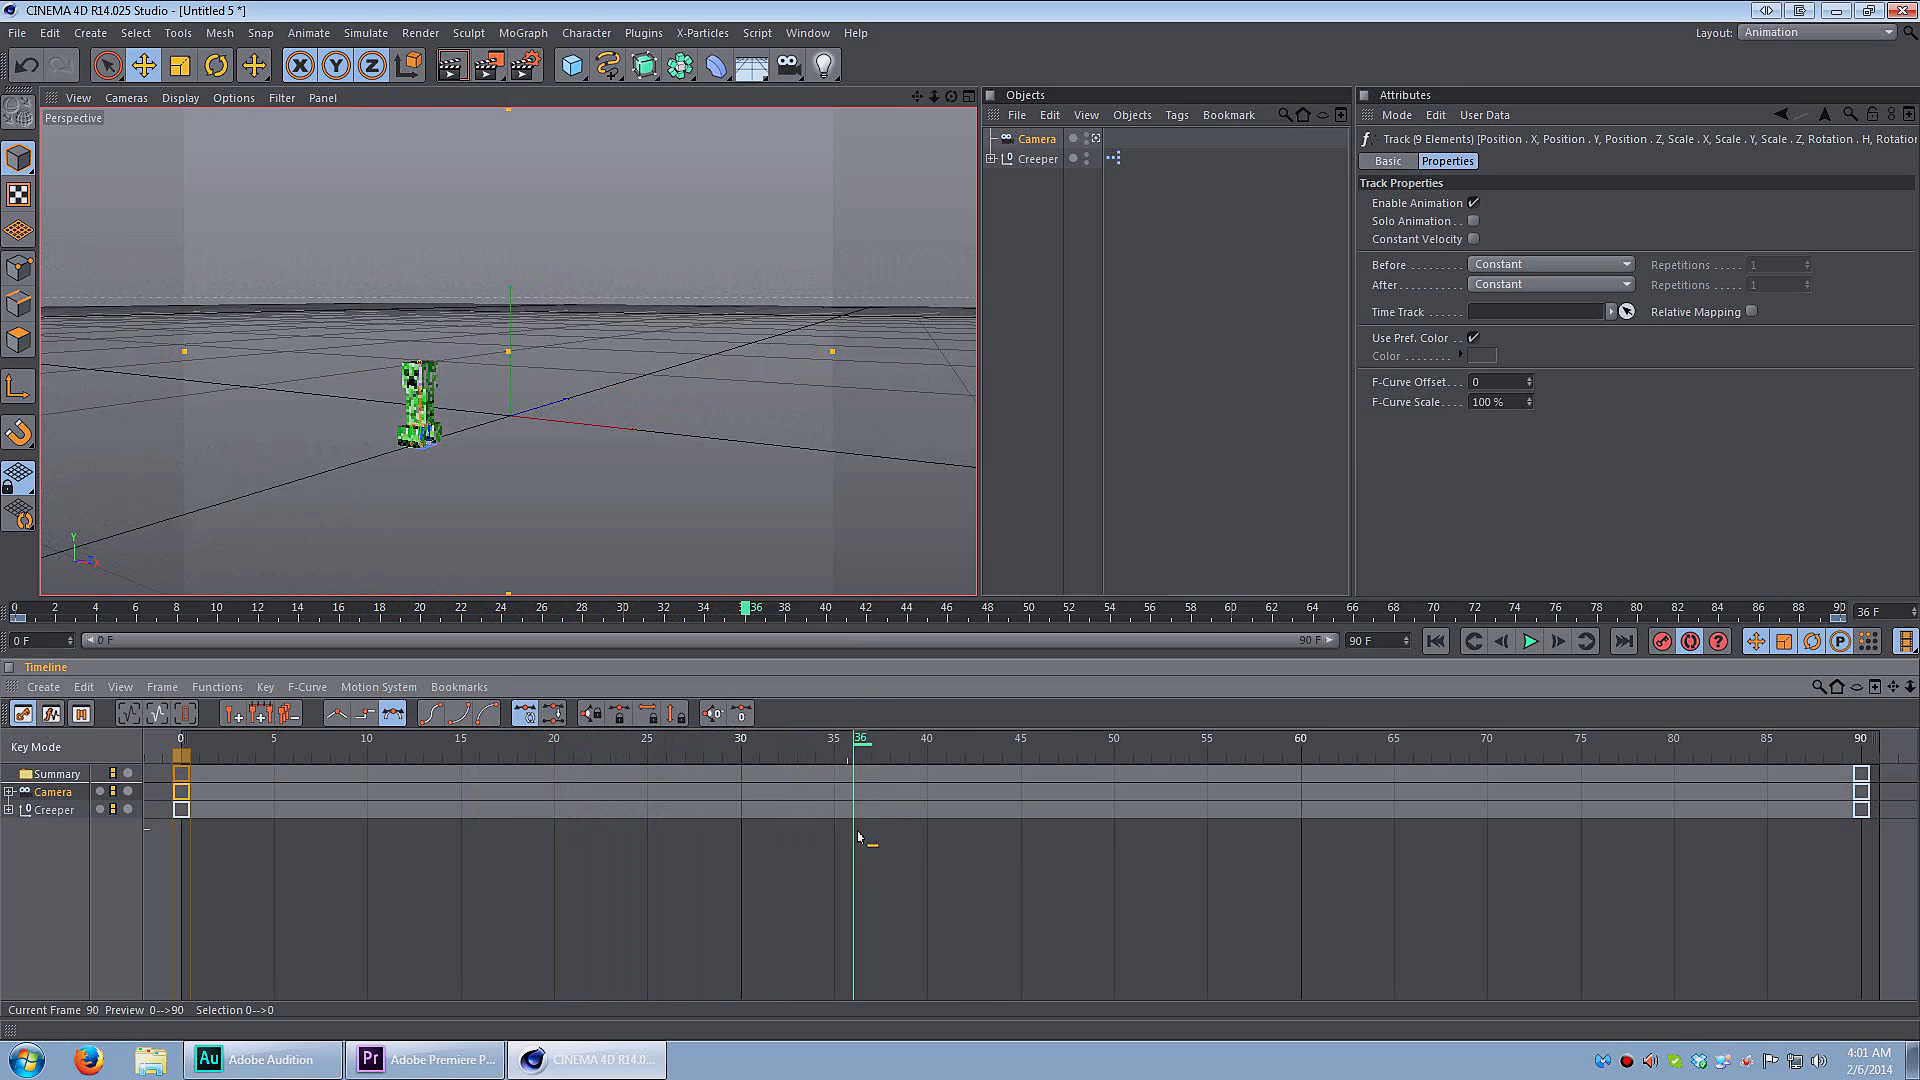 CINEMA 4D R14.025 Studio - [Untitled 5 *]
File Edit Create Select Tools Mesh Snap Animate Simulate Render Sculpt MoGraph Character Plugins X-Particles Script Window Help
Layout: Animation
View Cameras Display Options Filter Panel
Perspective
Objects
File Edit View Objects Tags Bookmark
Camera
Creeper
Attributes
Mode Edit User Data
Track (9 Elements) [Position . X, Position . Y, Position . Z, Scale . X, Scale . Y, Scale . Z, Rotation . H, Rotation
Basic Properties
Track Properties
Enable Animation
Solo Animation . .
Constant Velocity
Before . . . . . . . . . Constant Repetitions . . . . . 1
After . . . . . . . . . . Constant Repetitions . . . . . 1
Time Track . . . . . . Relative Mapping
Use Pref. Color . .
Color . . . . . . . .
F-Curve Offset . . . 0
F-Curve Scale. . . . 100 %
0 2 4 6 8 10 12 14 16 18 20 22 24 26 28 30 32 34 36 38 40 42 44 46 48 50 52 54 56 58 60 62 64 66 68 70 72 74 76 78 80 82 84 86 88 90 36 F
0 F 0 F 90 F 90 F
Timeline
Create Edit View Frame Functions Key F-Curve Motion System Bookmarks
Key Mode 0 5 10 15 20 25 30 35 36 40 45 50 55 60 65 70 75 80 85 90
Summary
Camera
Creeper
Current Frame 90 Preview 0-->90 Selection 0-->0
Au Adobe Audition Pr Adobe Premiere P... CINEMA 4D R14.0...
4:01 AM
2/6/2014